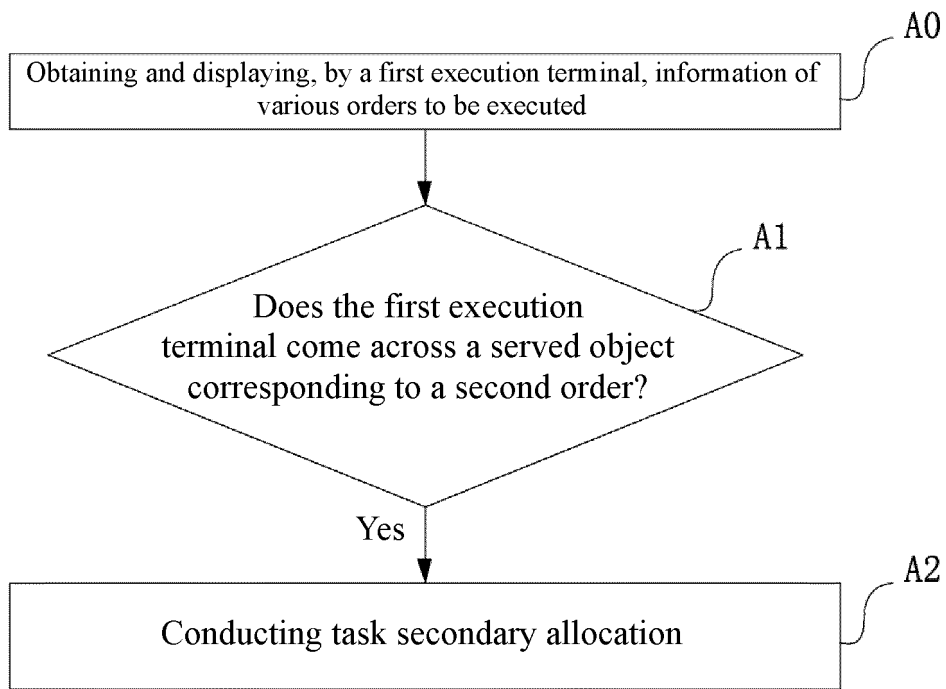 A0
Obtaining and displaying, by a first execution terminal, information of
various orders to be executed
A1
Does the first execution
terminal come across a served object
corresponding to a second order?
Yes
A2
Conducting task secondary allocation